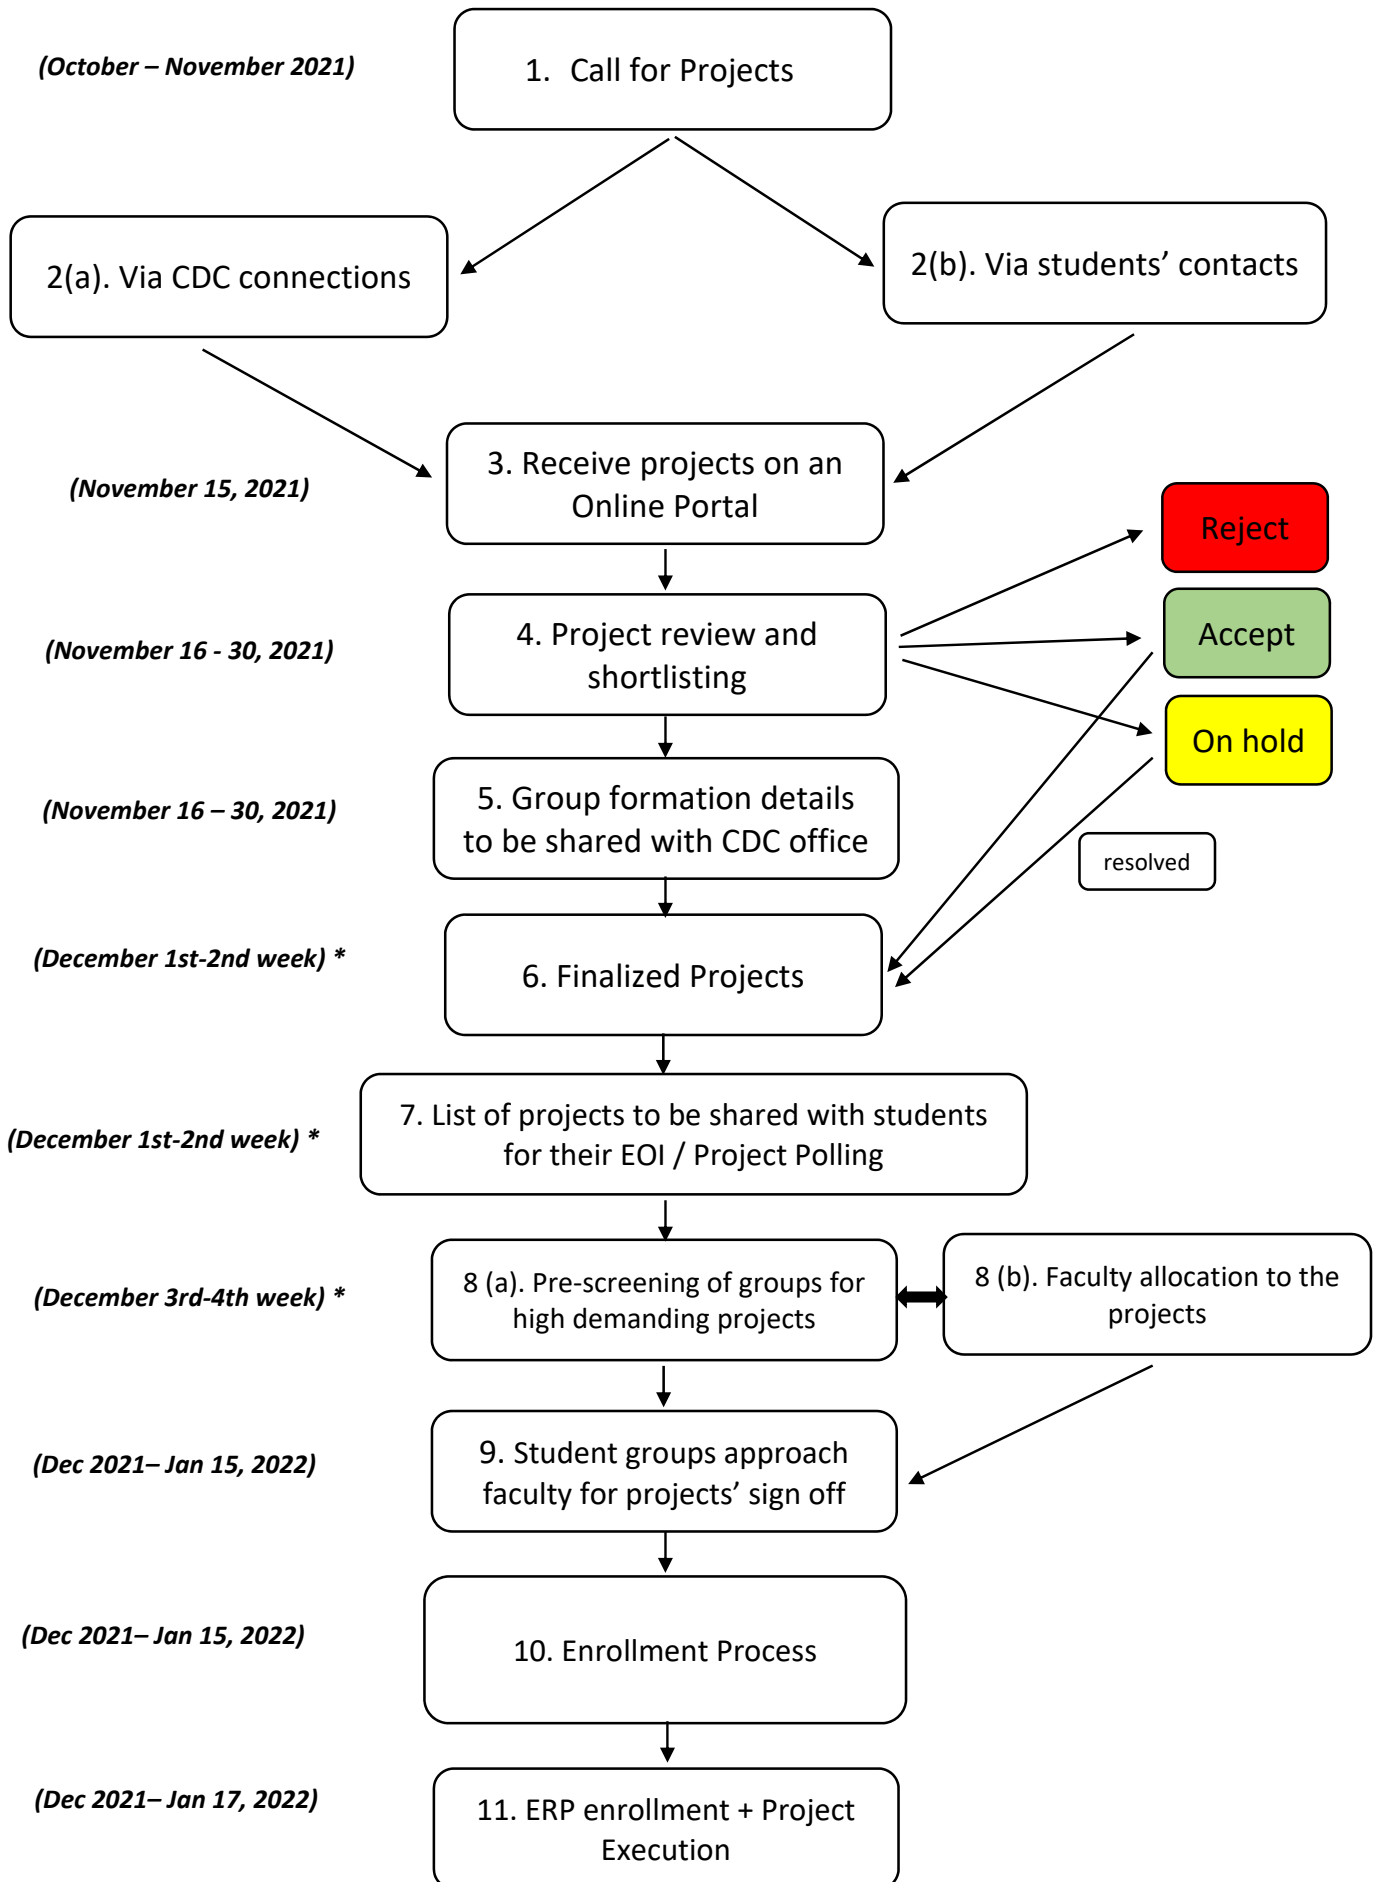 (October – November 2021)
1. Call for Projects
2(a). Via CDC connections
2(b). Via students’ contacts
(November 15, 2021)
3. Receive projects on an
Online Portal
Reject
(November 16 - 30, 2021)
4. Project review and
shortlisting
Accept
On hold
(November 16 – 30, 2021)
5. Group formation details
to be shared with CDC office
resolved
(December 1st-2nd week) *
6. Finalized Projects
(December 1st-2nd week) *
7. List of projects to be shared with students
for their EOI / Project Polling
(December 3rd-4th week) *
8 (a). Pre-screening of groups for
high demanding projects
8 (b). Faculty allocation to the
projects
(Dec 2021– Jan 15, 2022)
9. Student groups approach
faculty for projects’ sign off
(Dec 2021– Jan 15, 2022)
10. Enrollment Process
(Dec 2021– Jan 17, 2022)
11. ERP enrollment + Project
Execution